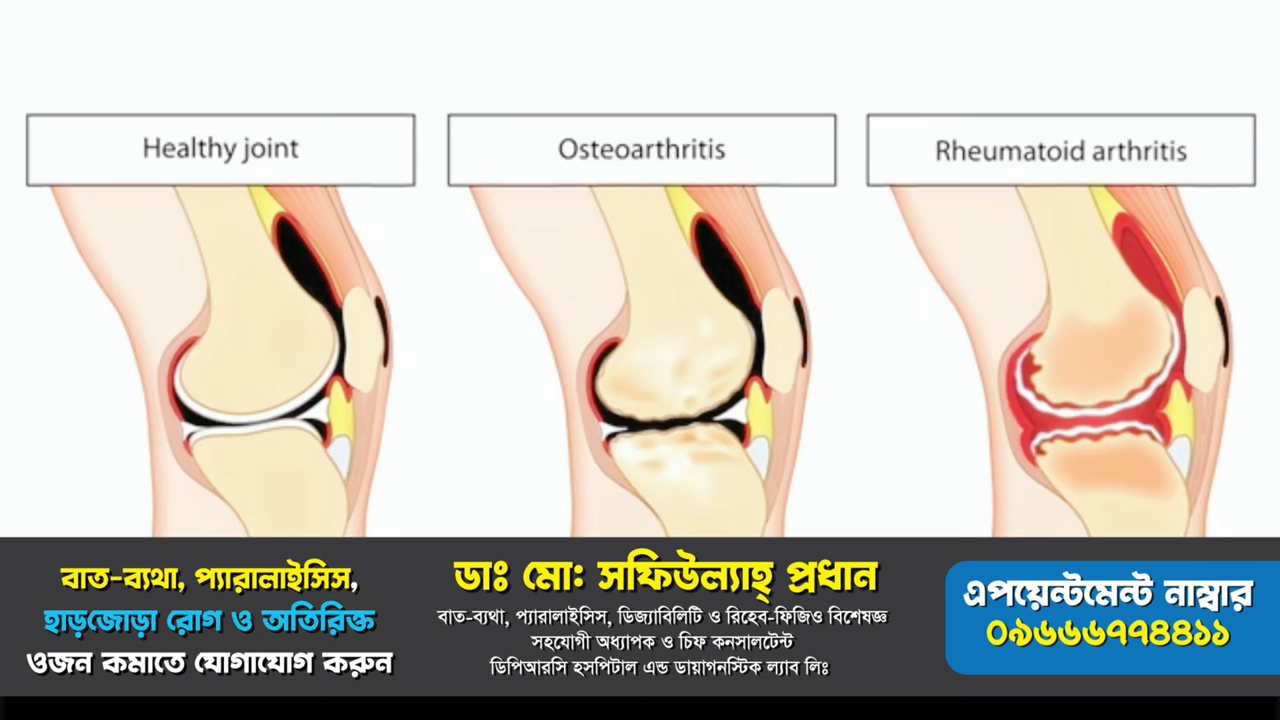 Healthy joint
Osteoarthritis
Rheumatoid arthritis
বাত-ব্যথা, প্যারালাইসিস,
হাড়জোড়া রোগ ও অতিরিক্ত
ওজন কমাতে যোগাযোগ করুন
ডাঃ মো: সফিউল্যাহ্ প্রধান
বাত-ব্যথা, প্যারালাইসিস, ডিজ্যাবিলিটি ও রিহেব-ফিজিও বিশেষজ্ঞ
সহযোগী অধ্যাপক ও চিফ কনসালটেন্ট
ডিপিআরসি হসপিটাল এন্ড ডায়াগনস্টিক ল্যাব লিঃ
এপয়েন্টমেন্ট নাম্বার
০৯৬৬৬৭৭৪৪১১